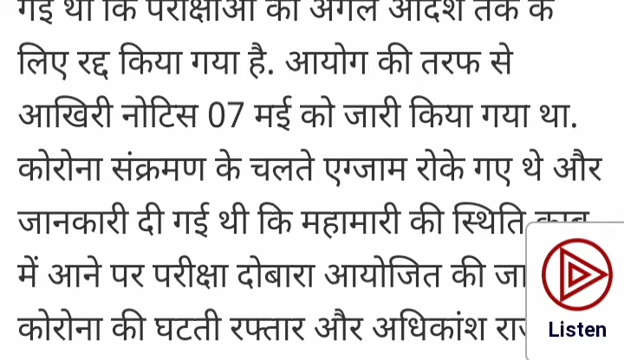 गई थी कि परीक्षाओं को अगले आदेश तक के
लिए रद्द किया गया है. आयोग की तरफ से
आखिरी नोटिस 07 मई को जारी किया गया था.
कोरोना संक्रमण के चलते एग्जाम रोके गए थे और
जानकारी दी गई थी कि महामारी की स्थिति
में आने पर परीक्षा दोबारा आयोजित की
कोरोना की घटती रफ्तार और अधिकांश
Listen